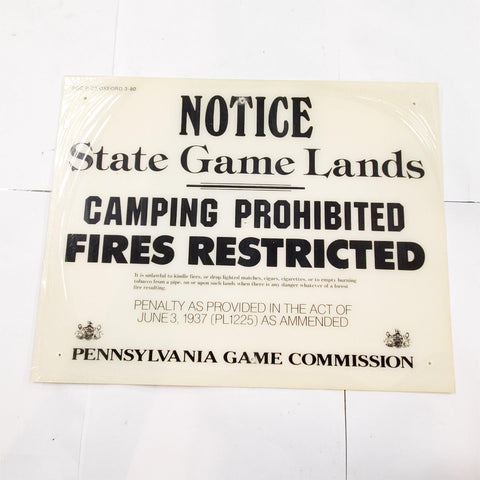 OXFORD 3-80
NOTICE
State Game Lands
CAMPING PROHIBITED
FIRES RESTRICTED
It is unlawful to kindle fires, or drop lighted matches, cigars, cigarettes, or to empty burning
tobacco from a pipe, on or upon such lands when there is any danger whatever of a forest
fire resulting.
PENALTY AS PROVIDED IN THE ACT OF
JUNE 3, 1937 (PL1225) AS AMMENDED
PENNSYLVANIA GAME COMMISSION